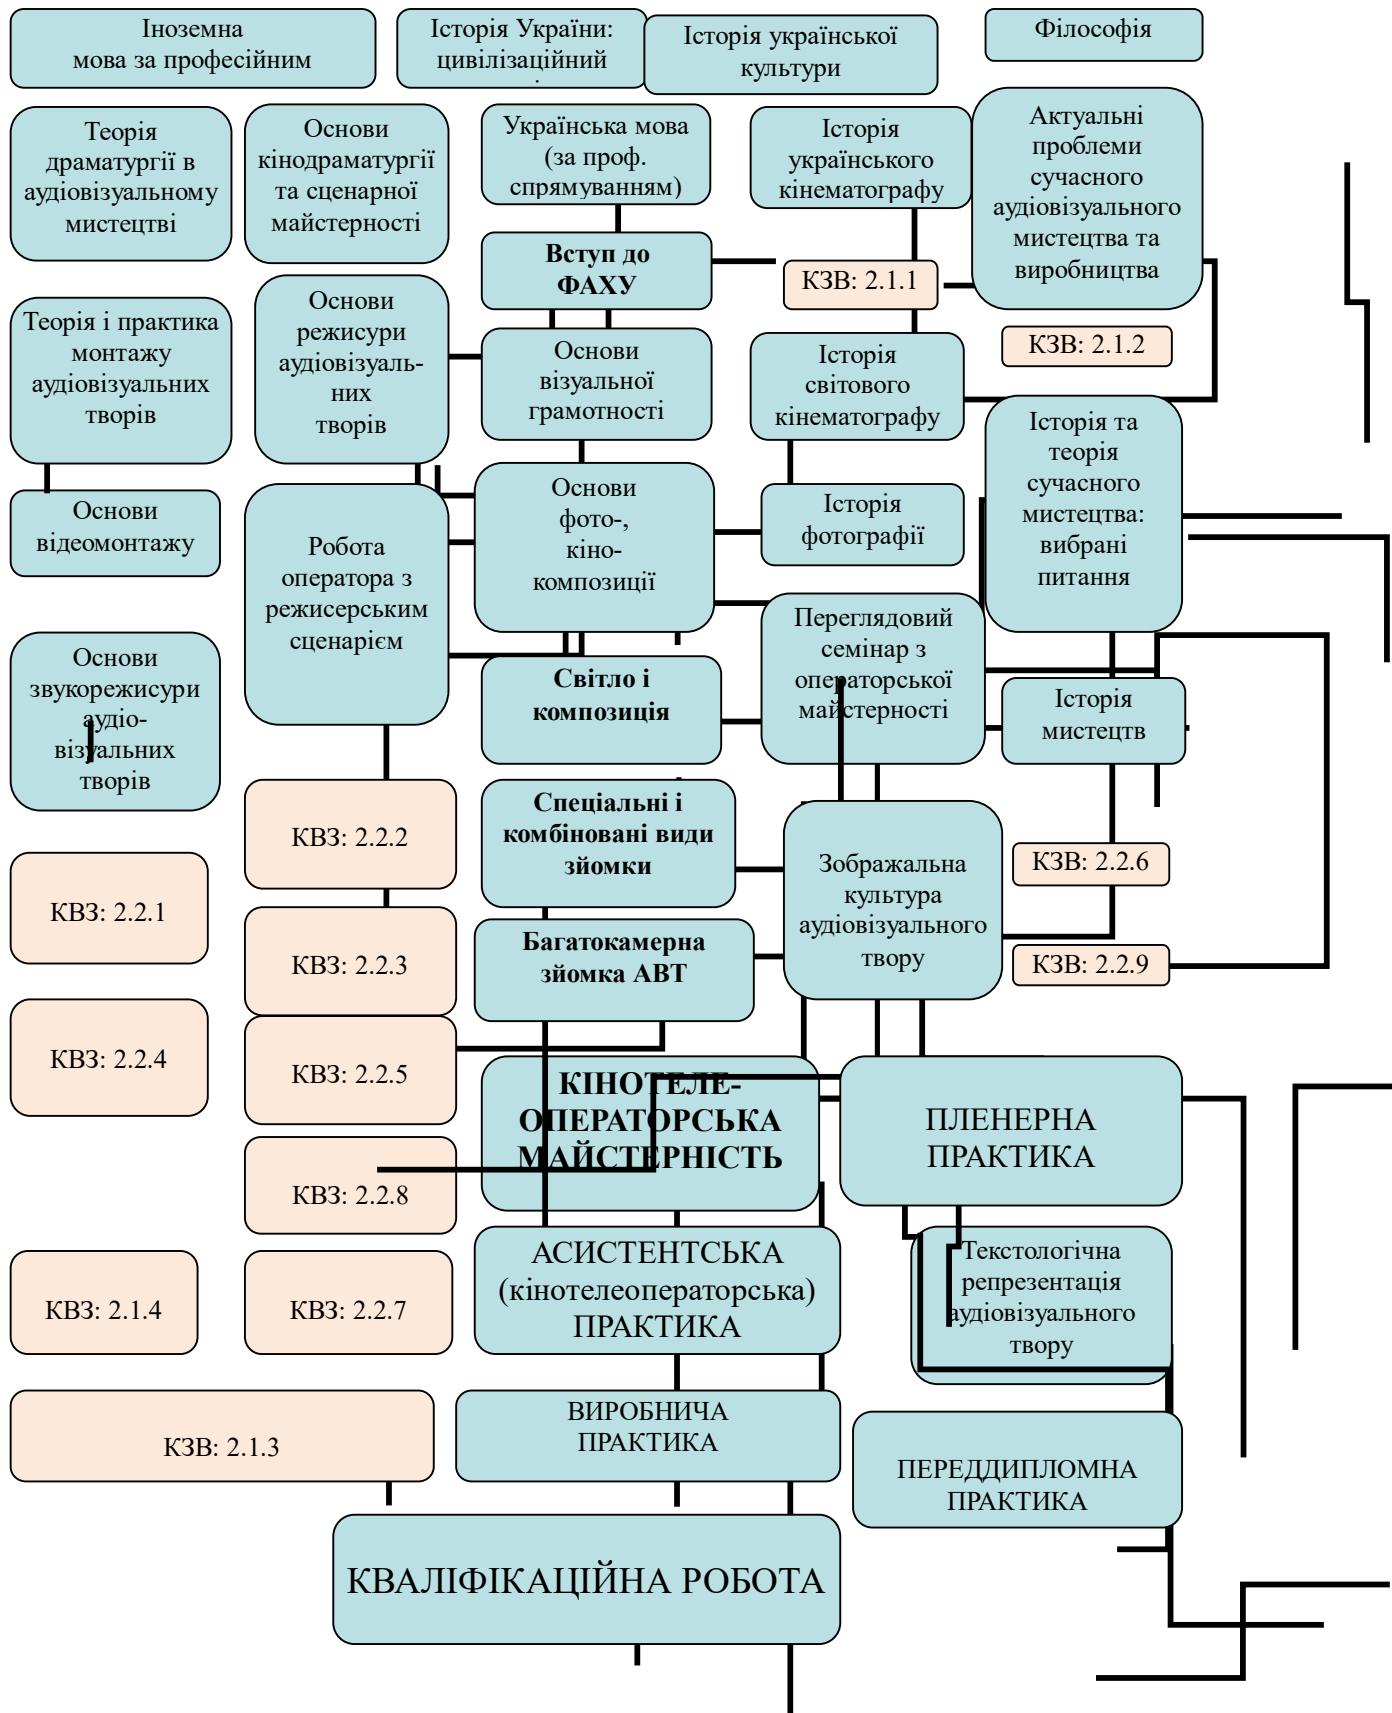 Іноземна
мова за професійним
Історія України:
цивілізаційний
Історія української
культури
Філософія
Теорія
драматургії в
аудіовізуальному
мистецтві
Основи
кінодраматургії
та сценарної
майстерності
Українська мова
(за проф.
спрямуванням)
Історія
українського
кінематографу
Актуальні
проблеми
сучасного
аудіовізуального
мистецтва та
виробництва
Вступ до
ФАХУ
КЗВ: 2.1.1
Теорія і практика
монтажу
аудіовізуальних
творів
Основи
режисури
аудіовізуаль-
них
творів
Основи
візуальної
грамотності
Історія
світового
кінематографу
КЗВ: 2.1.2
Історія та
теорія
сучасного
мистецтва:
вибрані
питання
Основи
відеомонтажу
Робота
оператора з
режисерським
сценарієм
Основи
фото-,
кіно-
композиції
Історія
фотографії
Основи
звукорежисури
аудіо-
візуальних
творів
Світло і
композиція
Переглядовий
семінар з
операторської
майстерності
Історія
мистецтв
КВЗ: 2.2.2
Спеціальні і
комбіновані види
зйомки
Зображальна
культура
аудіовізуального
твору
КЗВ: 2.2.6
КВЗ: 2.2.1
КВЗ: 2.2.3
Багатокамерна
зйомка АВТ
КЗВ: 2.2.9
КВЗ: 2.2.4
КВЗ: 2.2.5
КІНОТЕЛЕ-
ОПЕРАТОРСЬКА
МАЙСТЕРНІСТЬ
ПЛЕНЕРНА
ПРАКТИКА
КВЗ: 2.2.8
КВЗ: 2.1.4
КВЗ: 2.2.7
АСИСТЕНТСЬКА
(кінотелеоператорська)
ПРАКТИКА
Текстологічна
репрезентація
аудіовізуального
твору
КЗВ: 2.1.3
ВИРОБНИЧА
ПРАКТИКА
ПЕРЕДДИПЛОМНА
ПРАКТИКА
КВАЛІФІКАЦІЙНА РОБОТА